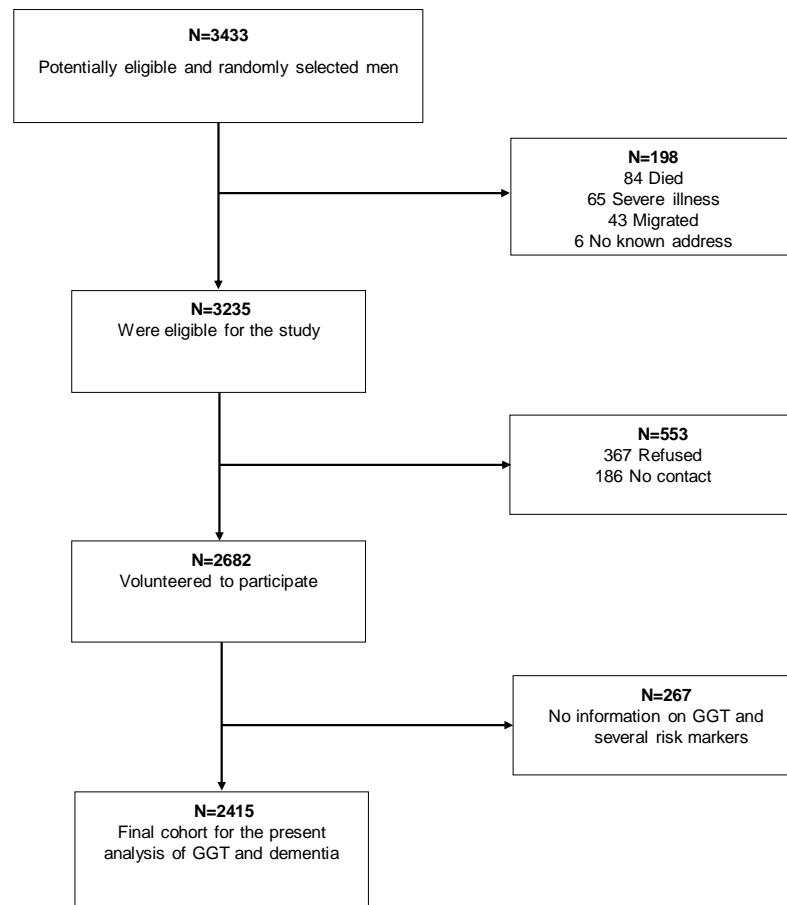 N=3433
Potentially eligible and randomly selected men
N=198
84 Died
65 Severe illness
43 Migrated
6 No known address
N=3235
Were eligible for the study
N=553
367 Refused
186 No contact
N=2682
Volunteered to participate
N=267
No information on GGT and
several risk markers
N=2415
Final cohort for the present
analysis of GGT and dementia